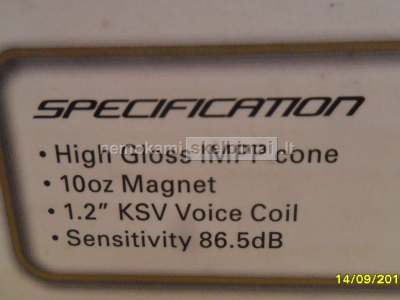 SPECIFICATION
nemokami.skelbimai.lt
• High Gloss IMPP cone
• 10oz Magnet
• 1.2" KSV Voice Coil
• Sensitivity 86.5dB
14/09/201